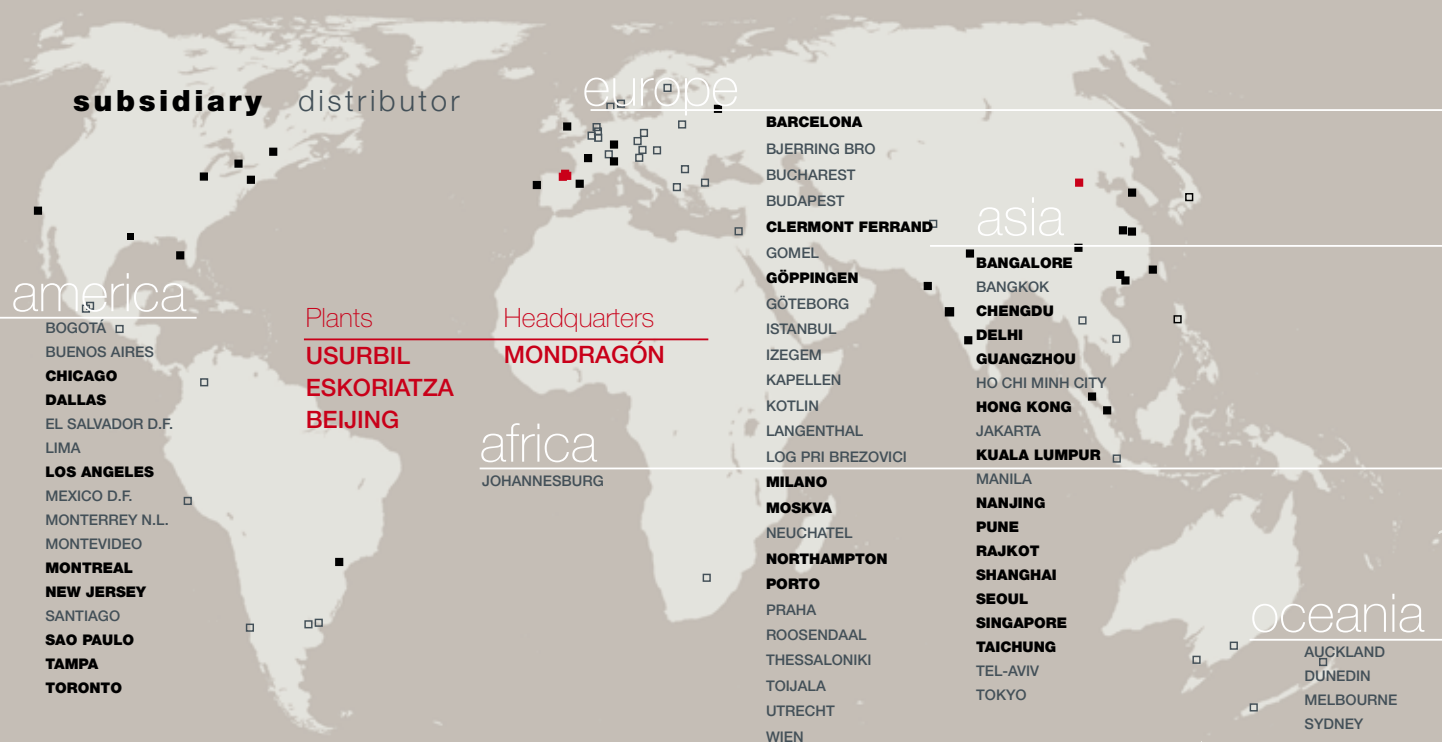 subsidiary distributor
america
BOGOTÁ
BUENOS AIRES
CHICAGO
DALLAS
EL SALVADOR D.F.
LIMA
LOS ANGELES
MEXICO D.F.
MONTERREY N.L.
MONTEVIDEO
MONTREAL
NEW JERSEY
SANTIAGO
SAO PAULO
TAMPA
TORONTO
Plants
USURBIL
ESKORIATZA
BEIJING
Headquarters
MONDRAGÓN
africa
JOHANNESBURG
europe
BARCELONA
BJERRING BRO
BUCHAREST
BUDAPEST
CLERMONT FERRAND
GOMEL
GÖPPINGEN
GÖTEBORG
ISTANBUL
IZEGEM
KAPELLEN
KOTLIN
LANGENTHAL
LOG PRI BREZOVICI
MILANO
MOSKVA
NEUCHATEL
NORTHAMPTON
PORTO
PRAHA
ROOSENDAAL
THESSALONIKI
TOIJALA
UTRECHT
WIEN
asia
BANGALORE
BANGKOK
CHENGDU
DELHI
GUANGZHOU
HO CHI MINH CITY
HONG KONG
JAKARTA
KUALA LUMPUR
MANILA
NANJING
PUNE
RAJKOT
SHANGHAI
SEOUL
SINGAPORE
TAICHUNG
TEL-AVIV
TOKYO
oceania
AUCKLAND
DUNEDIN
MELBOURNE
SYDNEY